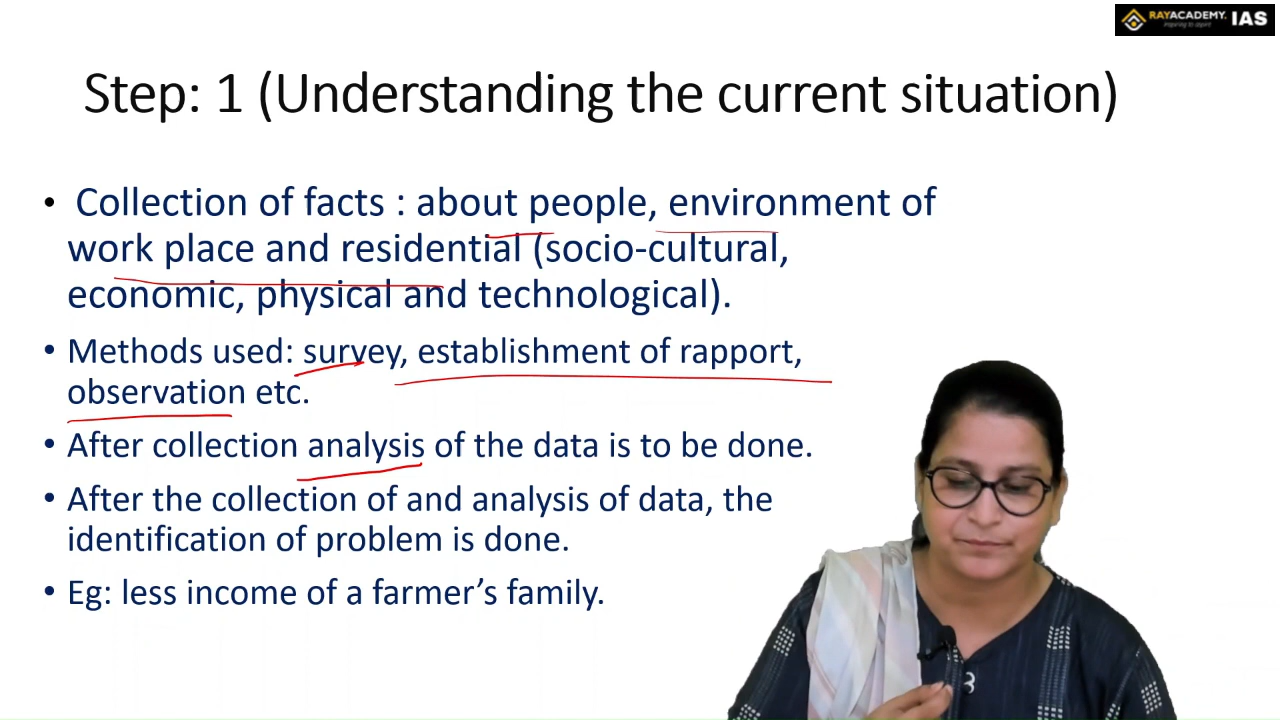 RAYACADEMY. IAS
inspiring to aspire
Step: 1 (Understanding the current situation)
• Collection of facts : about people, environment of
work place and residential (socio-cultural,
economic, physical and technological).
• Methods used: survey, establishment of rapport,
observation etc.
• After collection analysis of the data is to be done.
• After the collection of and analysis of data, the
identification of problem is done.
• Eg: less income of a farmer’s family.